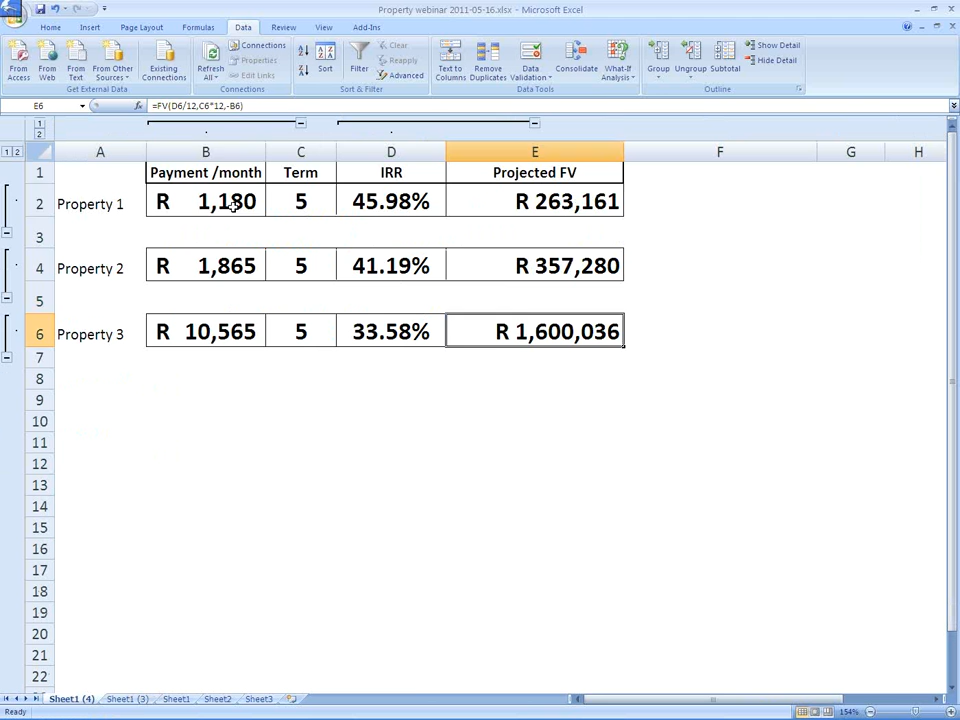 Property webinar 2011-05-16.xlsx - Microsoft Excel
Home Insert Page Layout Formulas Data Review View Add-Ins
From Access From Web From Text From Other Sources Existing Connections Refresh All Connections Properties Edit Links Sort Filter Clear Reapply Advanced Text to Columns Remove Duplicates Data Validation Consolidate What-If Analysis Group Ungroup Subtotal Show Detail Hide Detail
Get External Data Connections Sort & Filter Data Tools Outline
E6 fx =FV(D6/12,C6*12,-B6)
1
2
1 2 A B C D E F G H
1 Payment /month Term IRR Projected FV
2 Property 1 R 1,180 5 45.98% R 263,161
3
4 Property 2 R 1,865 5 41.19% R 357,280
5
6 Property 3 R 10,565 5 33.58% R 1,600,036
7
8
9
10
11
12
13
14
15
16
17
18
19
20
21
22
Sheet1 (4) Sheet1 (3) Sheet1 Sheet2 Sheet3
Ready 154%